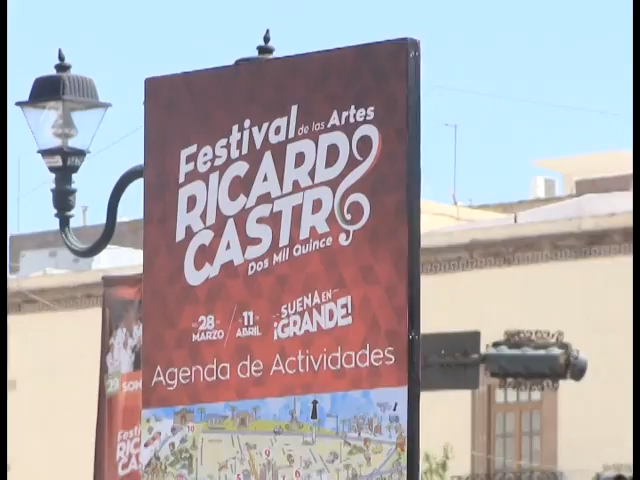 Festival de las Artes
RICARDO
CASTRO
Dos Mil Quince
28 MARZO / 11 ABRIL
SUENA EN
¡GRANDE!
Agenda de Actividades